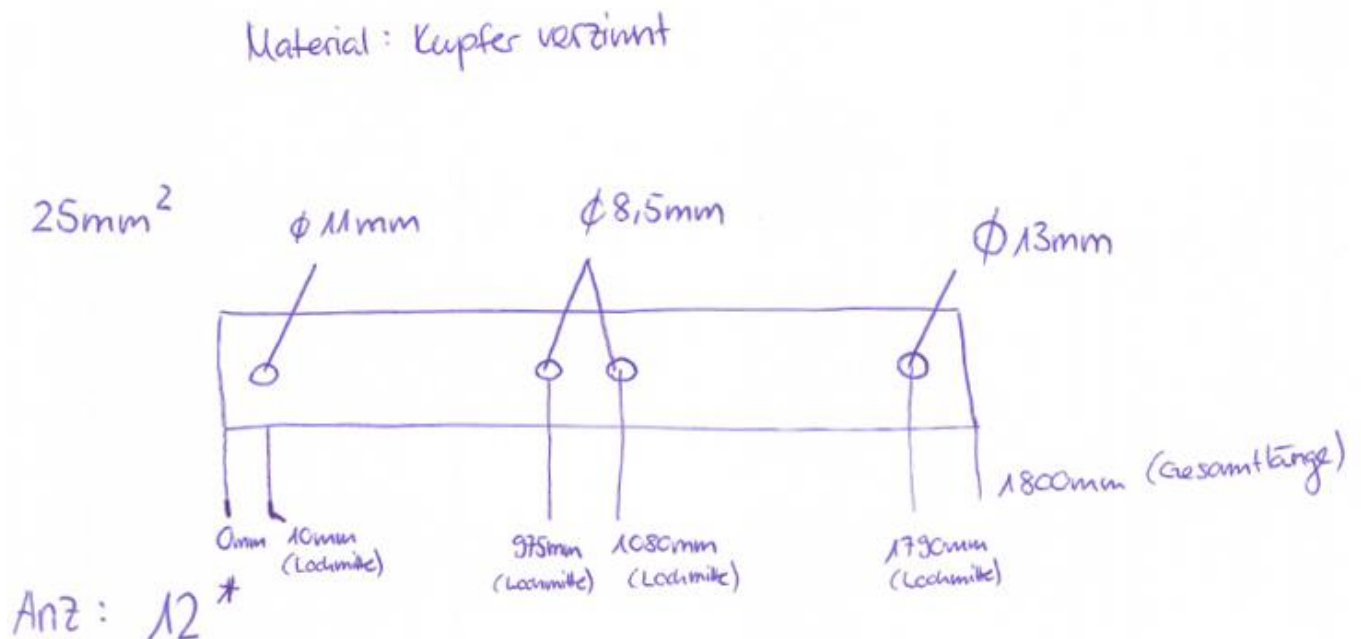 Material: Kupfer verzinnt
25mm²
ϕ 11mm
ϕ 8,5mm
ϕ 13mm
1800mm (Gesamtlänge)
0mm
10mm
(Lochmitte)
975mm
(Lochmitte)
1080mm
(Lochmitte)
1790mm
(Lochmitte)
Anz: 12*